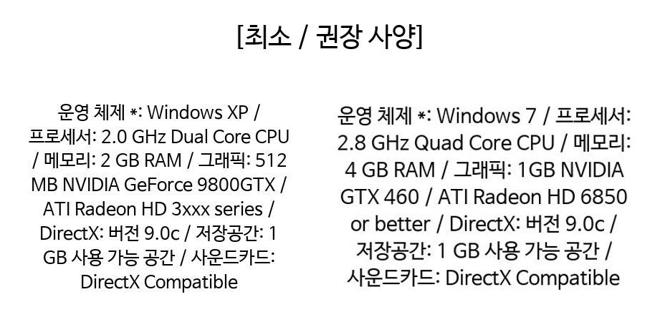 [최소 / 권장 사양]
운영 체제 *: Windows XP /
프로세서: 2.0 GHz Dual Core CPU
/ 메모리: 2 GB RAM / 그래픽: 512
MB NVIDIA GeForce 9800GTX /
ATI Radeon HD 3xxx series /
DirectX: 버전 9.0c / 저장공간: 1
GB 사용 가능 공간 / 사운드카드:
DirectX Compatible
운영 체제 *: Windows 7 / 프로세서:
2.8 GHz Quad Core CPU / 메모리:
4 GB RAM / 그래픽: 1GB NVIDIA
GTX 460 / ATI Radeon HD 6850
or better / DirectX: 버전 9.0c /
저장공간: 1 GB 사용 가능 공간 /
사운드카드: DirectX Compatible